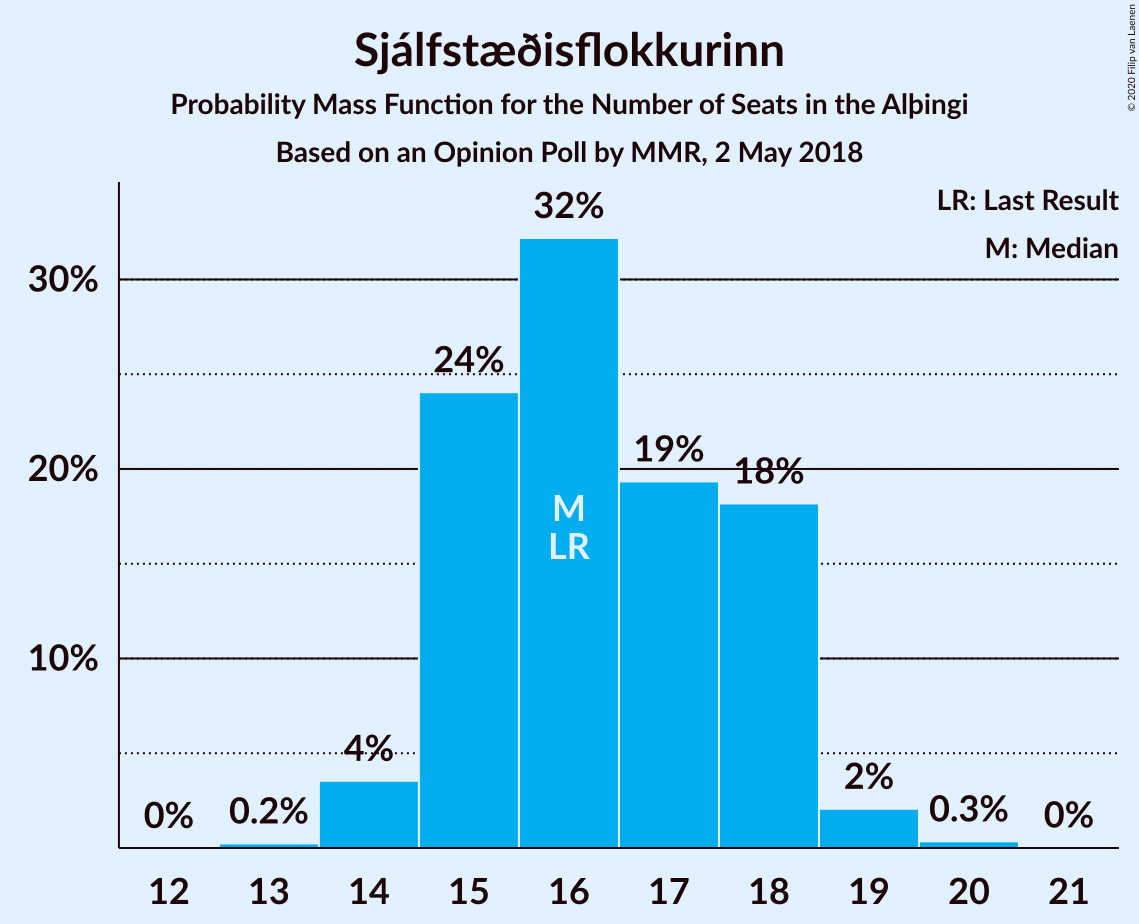 Sjálfstæðisflokkurinn
Probability Mass Function for the Number of Seats in the Alþingi
Based on an Opinion Poll by MMR, 2 May 2018
© 2020 Filip van Laenen
LR: Last Result
M: Median
30%
20%
10%
0%
0.2%
4%
24%
32%
19%
18%
2%
0.3%
0%
M
LR
12 13 14 15 16 17 18 19 20 21